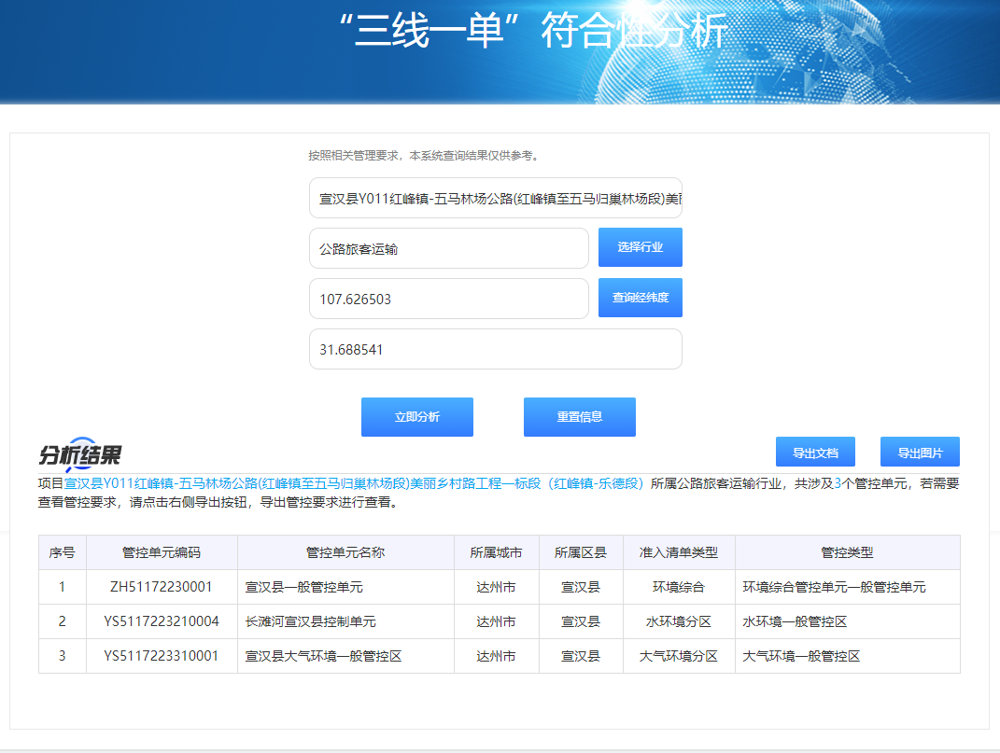 “三线一单”符合性分析
按照相关管理要求，本系统查询结果仅供参考。
宣汉县Y011红峰镇-五马林场公路(红峰镇至五马归巢林场段)美
公路旅客运输 选择行业
107.626503 查询经纬度
31.688541
立即分析 重置信息
分析结果 导出文档 导出图片
项目宣汉县Y011红峰镇-五马林场公路(红峰镇至五马归巢林场段)美丽乡村路工程一标段（红峰镇-乐德段）所属公路旅客运输行业，共涉及3个管控单元，若需要
查看管控要求，请点击右侧导出按钮，导出管控要求进行查看。
序号 管控单元编码 管控单元名称 所属城市 所属区县 准入清单类型 管控类型
1 ZH51172230001 宣汉县一般管控单元 达州市 宣汉县 环境综合 环境综合管控单元一般管控单元
2 YS5117223210004 长滩河宣汉县控制单元 达州市 宣汉县 水环境分区 水环境一般管控区
3 YS5117223310001 宣汉县大气环境一般管控区 达州市 宣汉县 大气环境分区 大气环境一般管控区